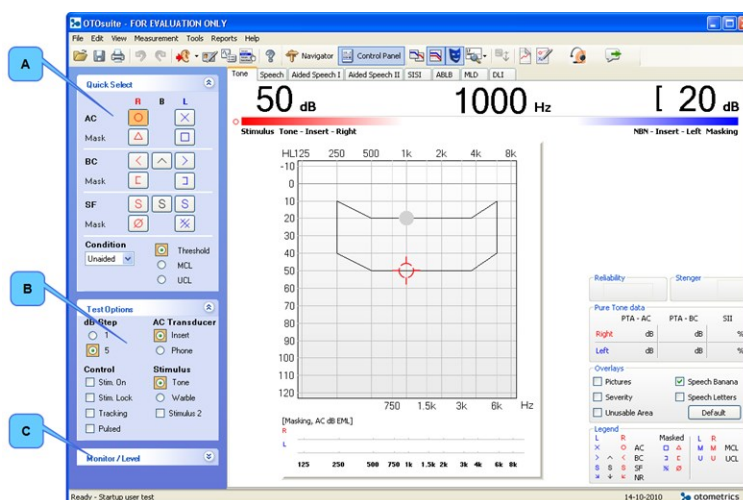 OTOsuite - FOR EVALUATION ONLY
File Edit View Measurement Tools Reports Help
Navigator Control Panel
Tone Speech Aided Speech I Aided Speech II SISI ABLB MLD DLI
A
Quick Select
R B L
AC
Mask
BC
Mask
SF S S S
Mask
Condition
Unaided
Threshold
MCL
UCL
B
Test Options
dB Step AC Transducer
1 Insert
5 Phone
Control Stimulus
Stim. On Tone
Stim. Lock Warble
Tracking Stimulus 2
Pulsed
C
Monitor / Level
50 dB 1000 Hz [ 20 dB
Stimulus Tone - Insert - Right NBN - Insert - Left Masking
HL125 250 500 1k 2k 4k 8k
-10
0
10
20
30
40
50
60
70
80
90
100
110
120
750 1.5k 3k 6k Hz
[Masking, AC dB EML]
R
L
125 250 500 750 1k 1.5k 2k 3k 4k 6k 8k
Reliability Stenger
Pure Tone data
PTA - AC PTA - BC SII
Right dB dB %
Left dB dB %
Overlays
Pictures Speech Banana
Severity Speech Letters
Unusable Area Default
Legend
L R Masked L R
AC M M MCL
BC U U UCL
S S S SF
NR
Ready - Startup user test 14-10-2010 otometrics